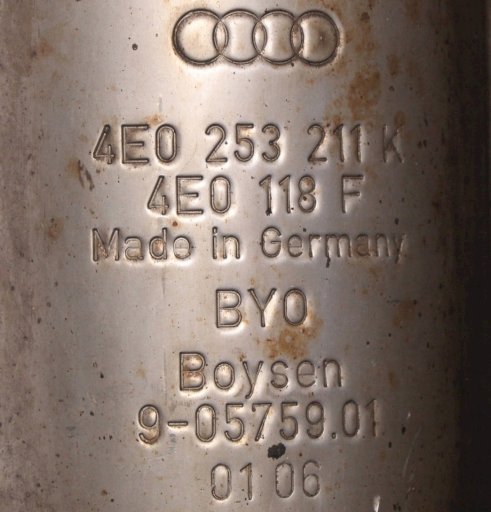 4E0 253 211 K
4E0 118 F
Made in Germany
BYO
Boysen
9-05759.01
01 06